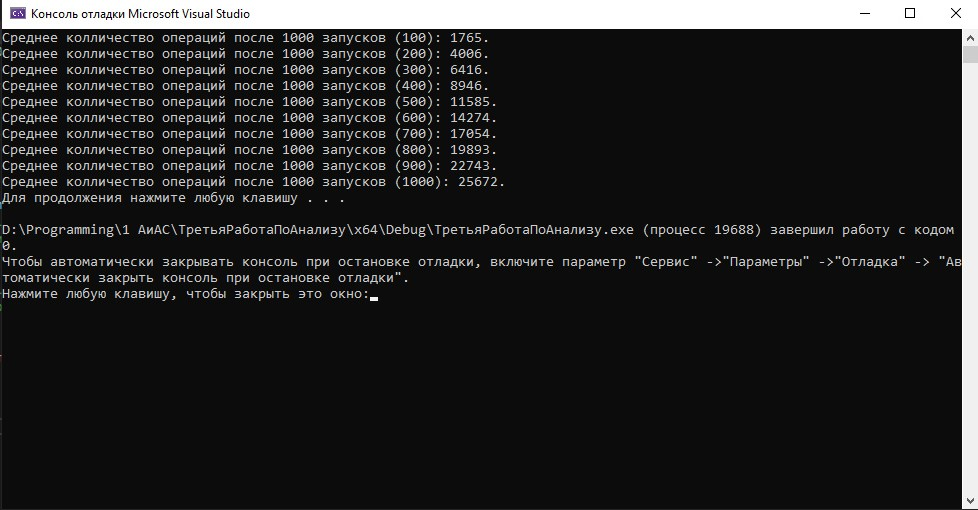 Консоль отладки Microsoft Visual Studio
Среднее колличество операций после 1000 запусков (100): 1765.
Среднее колличество операций после 1000 запусков (200): 4006.
Среднее колличество операций после 1000 запусков (300): 6416.
Среднее колличество операций после 1000 запусков (400): 8946.
Среднее колличество операций после 1000 запусков (500): 11585.
Среднее колличество операций после 1000 запусков (600): 14274.
Среднее колличество операций после 1000 запусков (700): 17054.
Среднее колличество операций после 1000 запусков (800): 19893.
Среднее колличество операций после 1000 запусков (900): 22743.
Среднее колличество операций после 1000 запусков (1000): 25672.
Для продолжения нажмите любую клавишу . . .
D:\Programming\1 АиАС\ТретьяРаботаПоАнализу\x64\Debug\ТретьяРаботаПоАнализу.exe (процесс 19688) завершил работу с кодом
0.
Чтобы автоматически закрывать консоль при остановке отладки, включите параметр "Сервис" ->"Параметры" ->"Отладка" -> "Ав
томатически закрыть консоль при остановке отладки".
Нажмите любую клавишу, чтобы закрыть это окно: